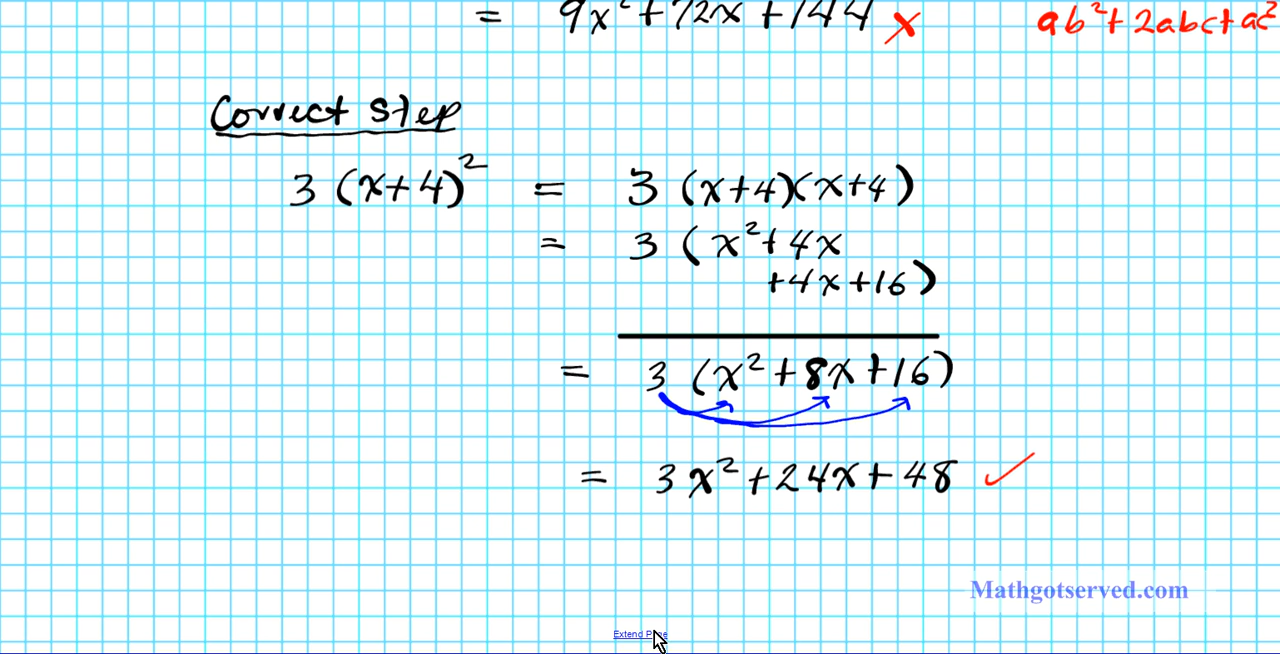 = 9x²+72x+144 x ab²+2abc+ac²
Correct step
3 (x+4)² = 3 (x+4)(x+4)
= 3 (x²+4x
+4x+16)
= 3 (x²+8x+16)
= 3x²+24x+48 ✓
Mathgotserved.com
Extend Page